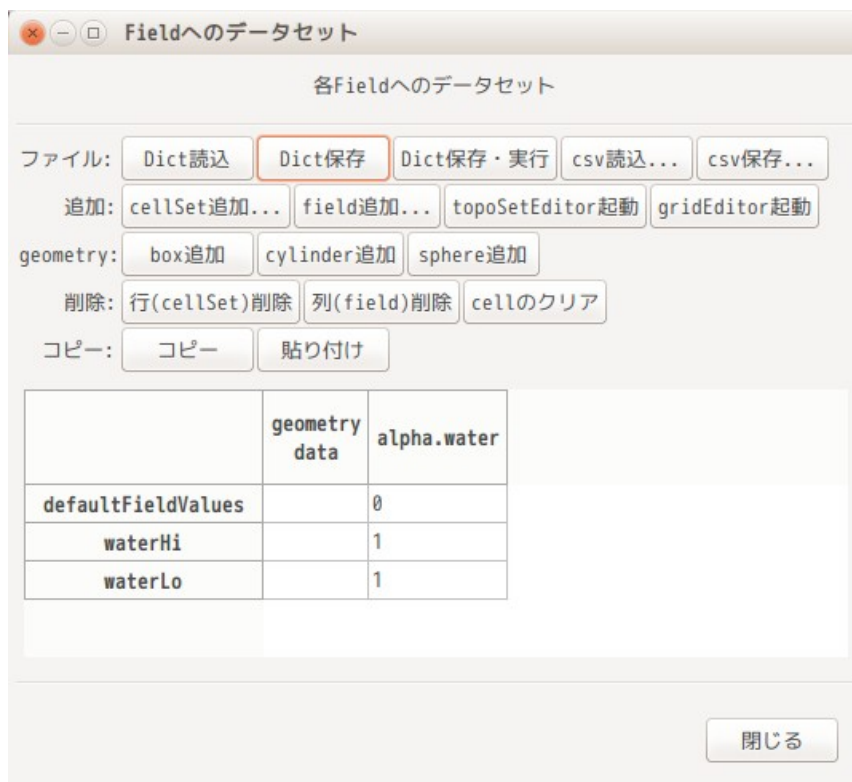 Fieldへのデータセット
各Fieldへのデータセット
ファイル: Dict読込 Dict保存 Dict保存・実行 csv読込... csv保存...
追加: cellSet追加... field追加... topoSetEditor起動 gridEditor起動
geometry: box追加 cylinder追加 sphere追加
削除: 行(cellSet)削除 列(field)削除 cellのクリア
コピー: コピー 貼り付け
geometry data alpha.water
defaultFieldValues 0
waterHi 1
waterLo 1
閉じる